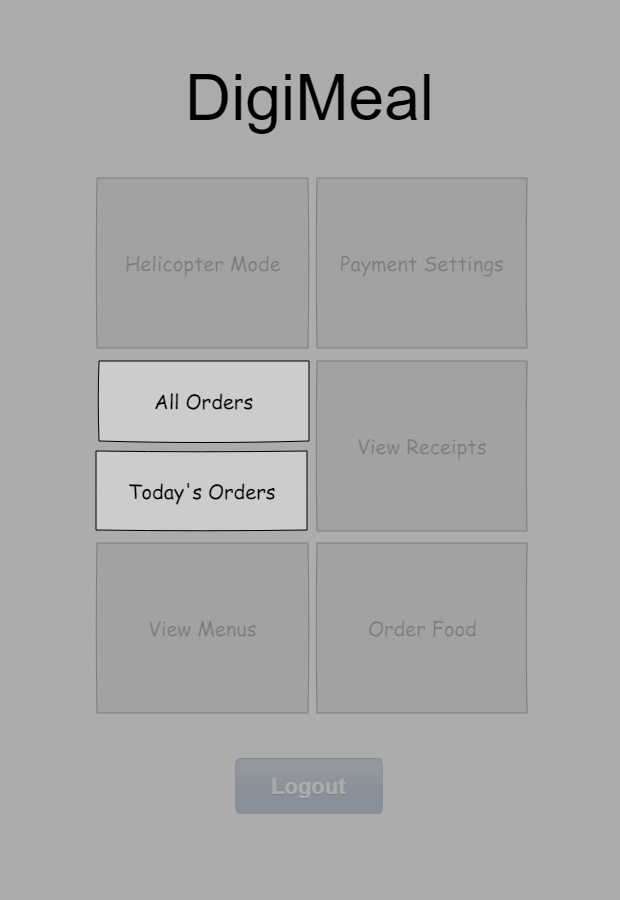 DigiMeal
Helicopter Mode
Payment Settings
All Orders
View Receipts
Today's Orders
View Menus
Order Food
Logout